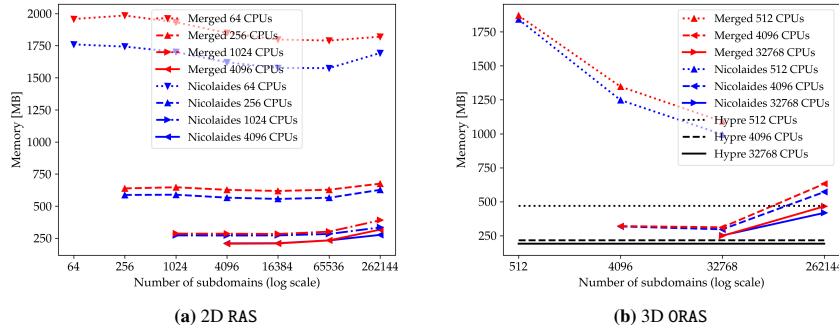 2000
1750
1500
1250
1000
750
500
250
Memory [MB]
Merged 64 CPUs
Merged 256 CPUs
Merged 1024 CPUs
Merged 4096 CPUs
Nicolaides 64 CPUs
Nicolaides 256 CPUs
Nicolaides 1024 CPUs
Nicolaides 4096 CPUs
64 256 1024 4096 16384 65536 262144
Number of subdomains (log scale)
(a) 2D RAS
1750
1500
1250
1000
750
500
250
Memory [MB]
Merged 512 CPUs
Merged 4096 CPUs
Merged 32768 CPUs
Nicolaides 512 CPUs
Nicolaides 4096 CPUs
Nicolaides 32768 CPUs
Hypre 512 CPUs
Hypre 4096 CPUs
Hypre 32768 CPUs
512 4096 32768 262144
Number of subdomains (log scale)
(b) 3D ORAS